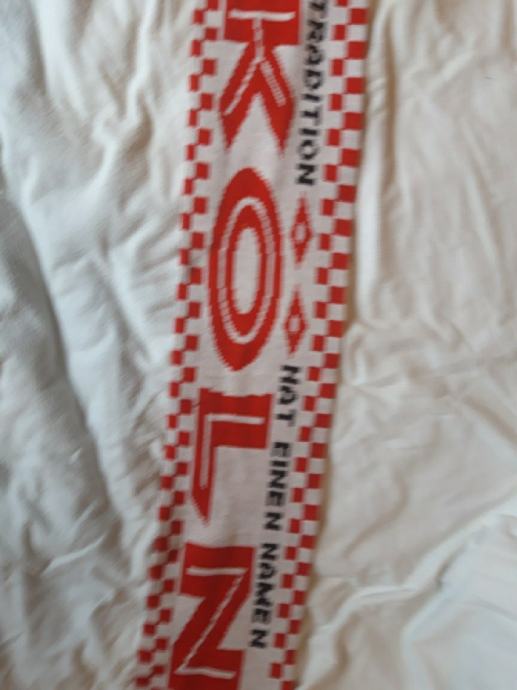 TRADITION HAT EINEN NAMEN
KÖLN